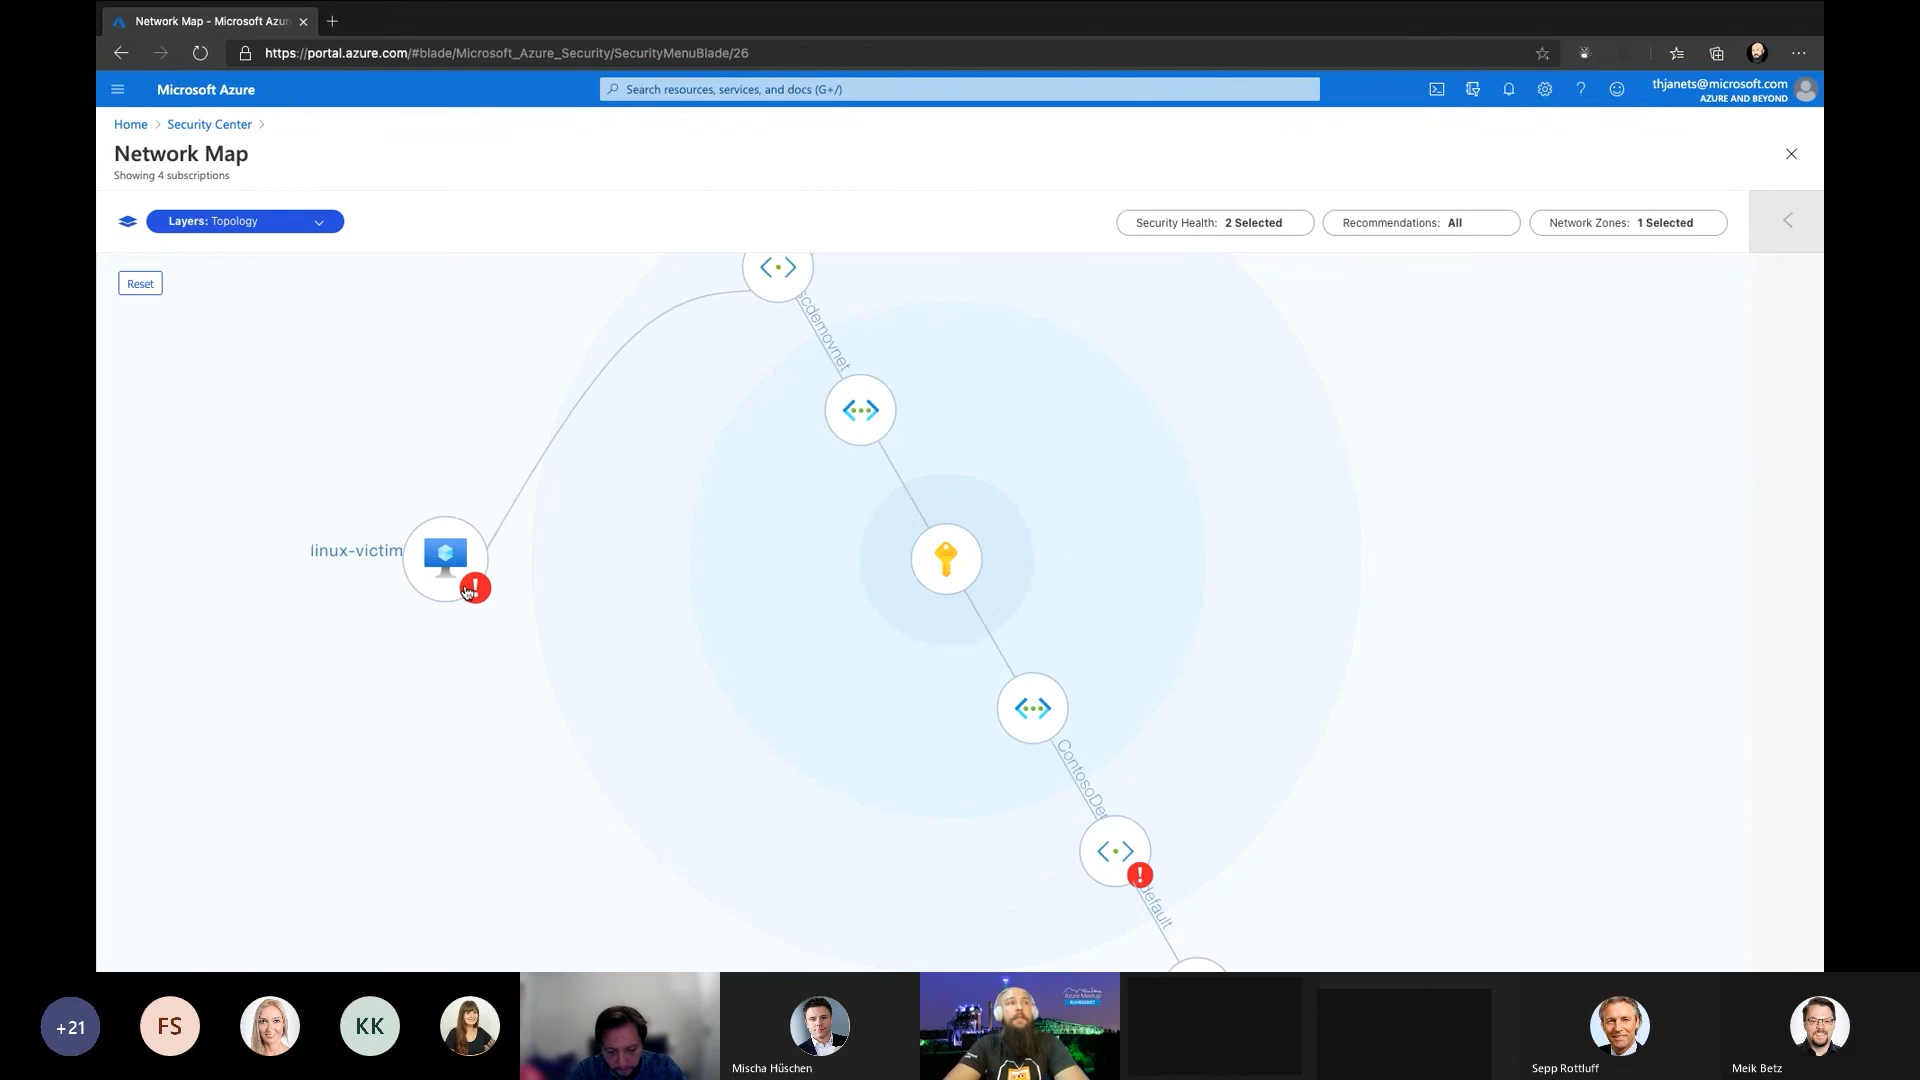 Network Map - Microsoft Azur
https://portal.azure.com/#blade/Microsoft_Azure_Security/SecurityMenuBlade/26
Microsoft Azure
Search resources, services, and docs (G+/)
thjanets@microsoft.com
AZURE AND BEYOND
Home > Security Center >
Network Map
Showing 4 subscriptions
Layers: Topology
Security Health: 2 Selected
Recommendations: All
Network Zones: 1 Selected
Reset
scdemovnet
linux-victim
ContosoDe
default
+21
FS
KK
Mischa Hüschen
Azure Meetup
Sepp Rottluff
Meik Betz